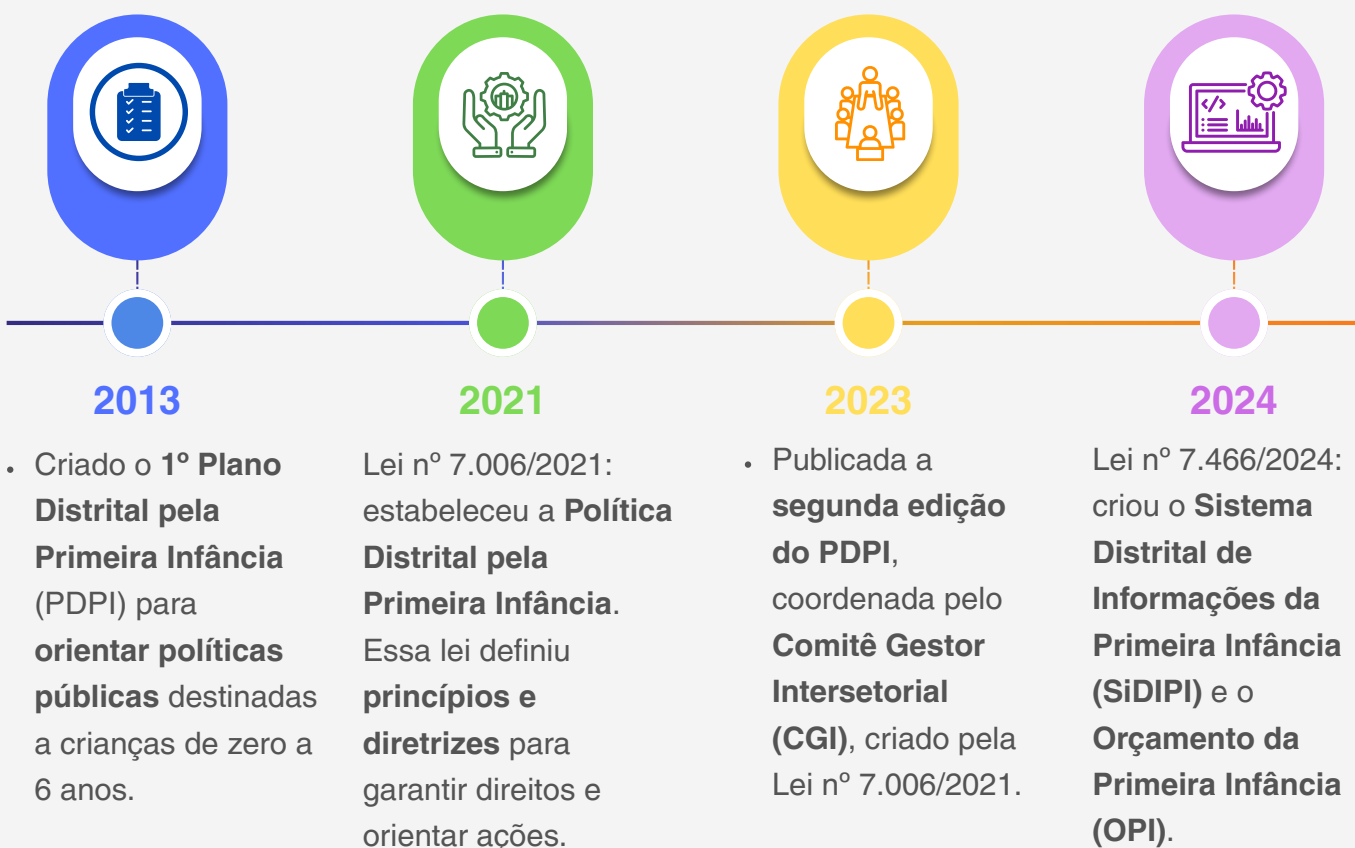 2013
• Criado o 1º Plano
Distrital pela
Primeira Infância
(PDPI) para
orientar políticas
públicas destinadas
a crianças de zero a
6 anos.
2021
Lei nº 7.006/2021:
estabeleceu a Política
Distrital pela
Primeira Infância.
Essa lei definiu
princípios e
diretrizes para
garantir direitos e
orientar ações.
2023
• Publicada a
segunda edição
do PDPI,
coordenada pelo
Comitê Gestor
Intersetorial
(CGI), criado pela
Lei nº 7.006/2021.
2024
Lei nº 7.466/2024:
criou o Sistema
Distrital de
Informações da
Primeira Infância
(SiDIPI) e o
Orçamento da
Primeira Infância
(OPI).